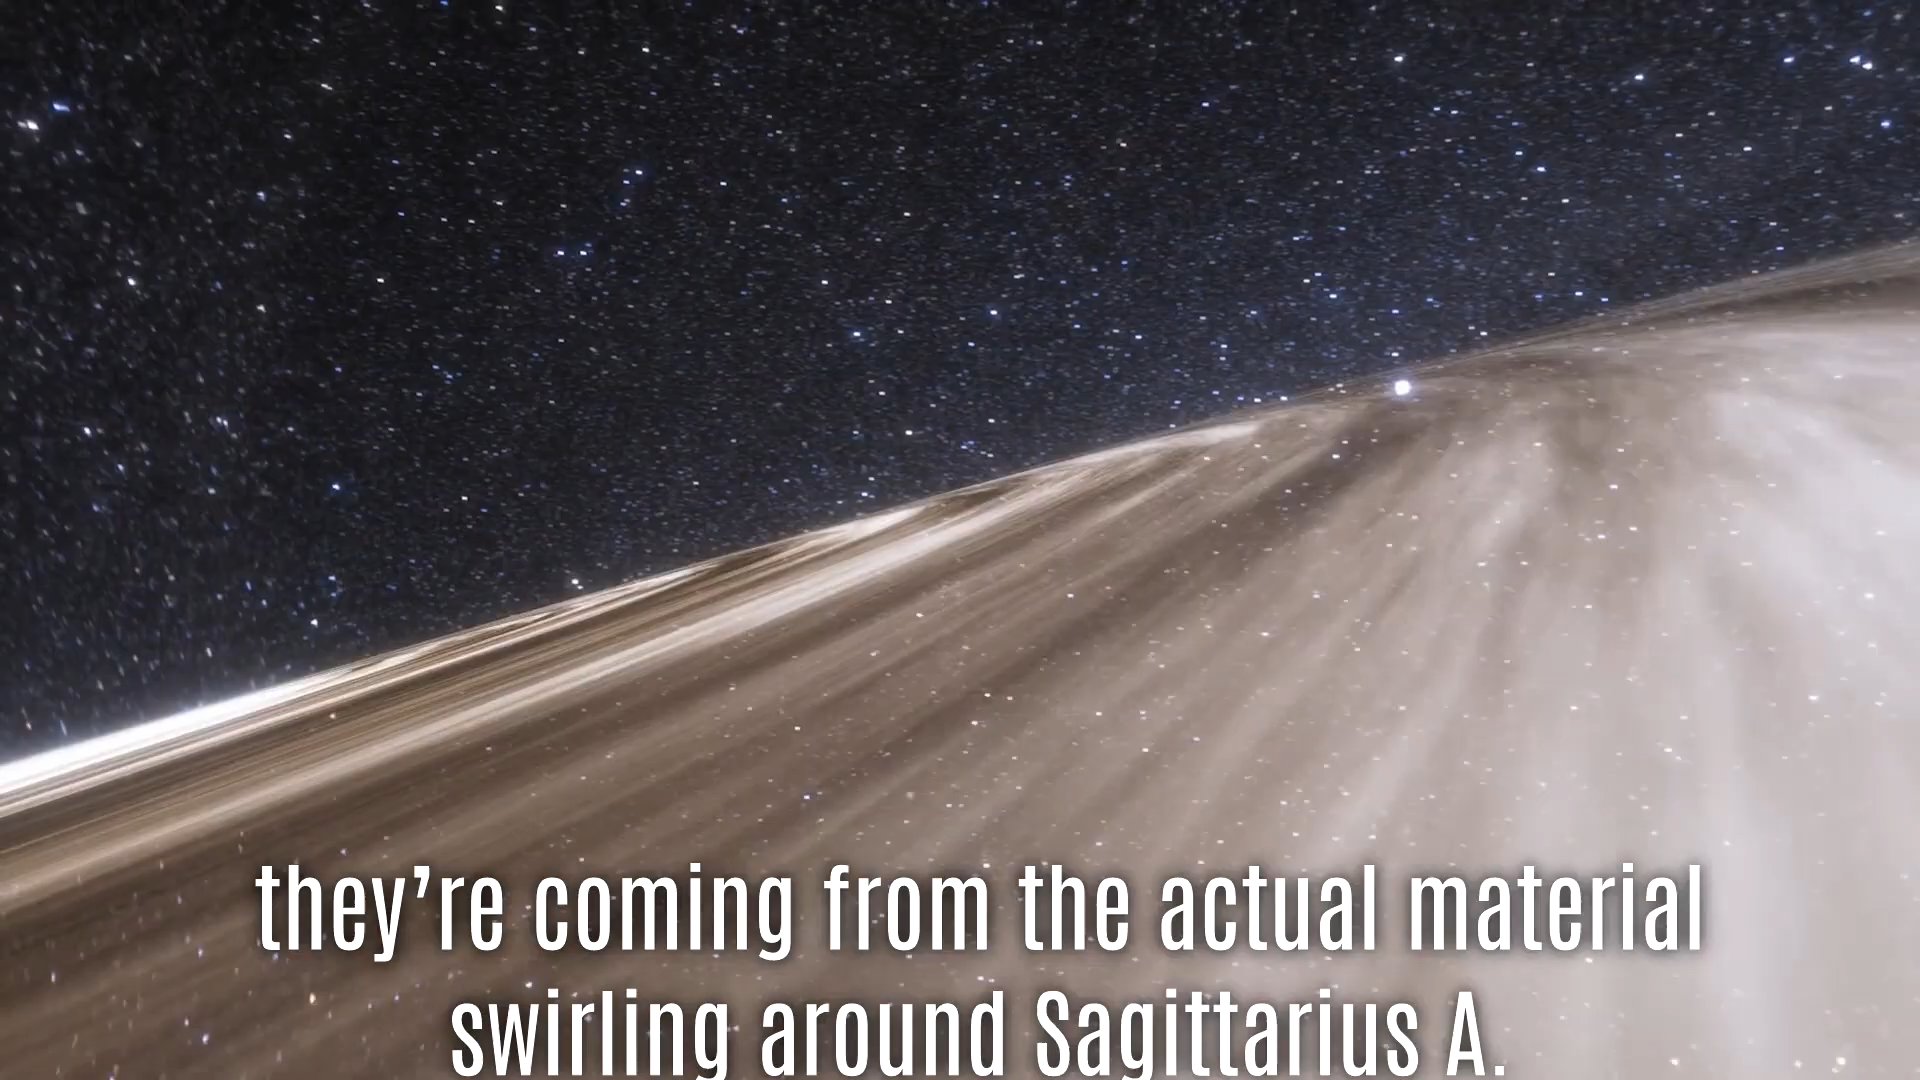 they’re coming from the actual material
swirling around Sagittarius A.